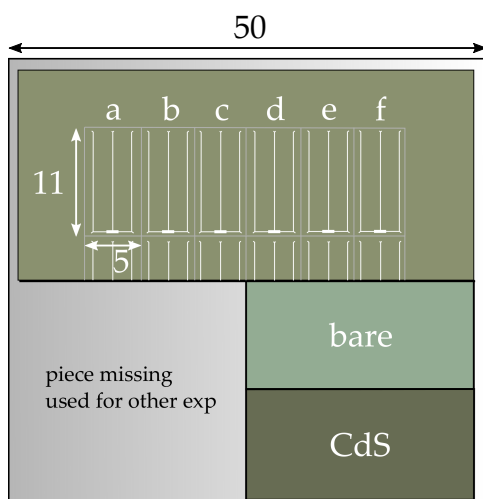 50
a b c d e f
11
5
bare
piece missing
used for other exp
CdS